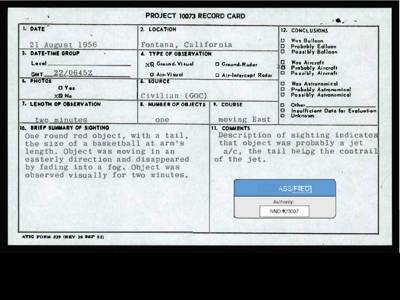 PROJECT 10073 RECORD CARD
1. DATE
21 August 1956
2. LOCATION
Fontana, California
12. CONCLUSIONS
□ Was Balloon
□ Probably Balloon
□ Possibly Balloon
□ Was Aircraft
Probably Aircraft
□ Possibly Aircraft
□ Was Astronomical
□ Probably Astronomical
□ Possibly Astronomical
□ Other
□ Insufficient Data for Evaluation
□ Unknown
3. DATE-TIME GROUP
Local
GMT 22/0645Z
4. TYPE OF OBSERVATION
XX Ground-Visual □ Ground-Radar
□ Air-Visual □ Air-Intercept Radar
5. PHOTOS
□ Yes
XX No
6. SOURCE
Civilian (GOC)
7. LENGTH OF OBSERVATION
two minutes
8. NUMBER OF OBJECTS
one
9. COURSE
moving East
10. BRIEF SUMMARY OF SIGHTING
One round red object, with a tail,
the size of a basketball at arm's
length. Object was moving in an
easterly direction and disappeared
by fading into a fog. Object was
observed visually for two minutes.
11. COMMENTS
Description of sighting indicates
that object was probably a jet
a/c, the tail being the contrail
of the jet.
Authority
ATIC FORM 329 (REV 26 SEP 52)